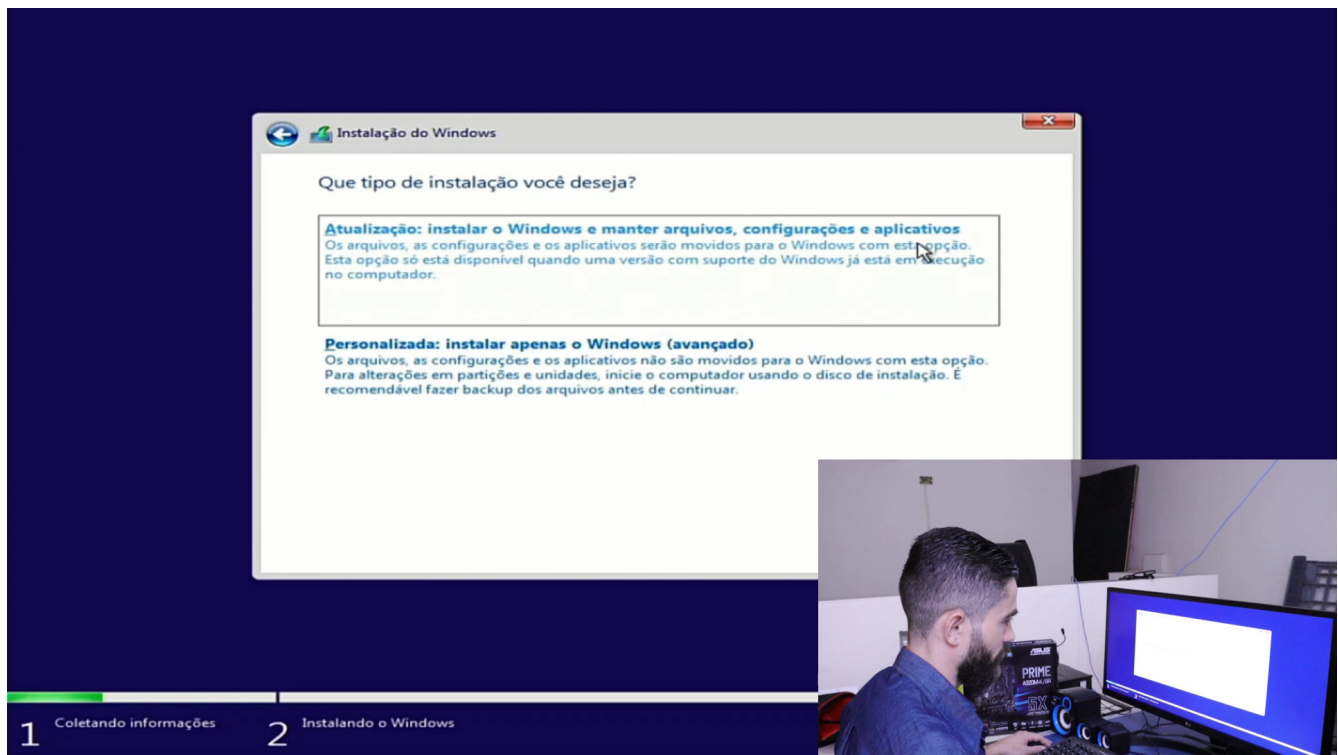 Instalação do Windows
Que tipo de instalação você deseja?
Atualização: instalar o Windows e manter arquivos, configurações e aplicativos
Os arquivos, as configurações e os aplicativos serão movidos para o Windows com esta opção.
Esta opção só está disponível quando uma versão com suporte do Windows já está em execução
no computador.
Personalizada: instalar apenas o Windows (avançado)
Os arquivos, as configurações e os aplicativos não são movidos para o Windows com esta opção.
Para alterações em partições e unidades, inicie o computador usando o disco de instalação. É
recomendável fazer backup dos arquivos antes de continuar.
ASUS
PRIME
1 Coletando informações
2 Instalando o Windows